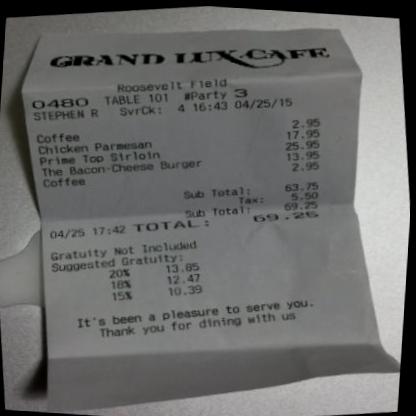 GRAND LUX CAFE
Roosevelt Field
0480 TABLE 101 #Party 3
STEPHEN R SvrCk: 4 16:43 04/25/15
Coffee 2.95
Chicken Parmesan 17.95
Prime Top Sirloin 25.95
The Bacon-Cheese Burger 13.95
Coffee 2.95
Sub Total: 63.75
Tax: 5.50
Sub Total: 69.25
04/25 17:42 TOTAL: 69.25
Gratuity Not Included
Suggested Gratuity:
20% 13.85
18% 12.47
15% 10.39
It's been a pleasure to serve you.
Thank you for dining with us